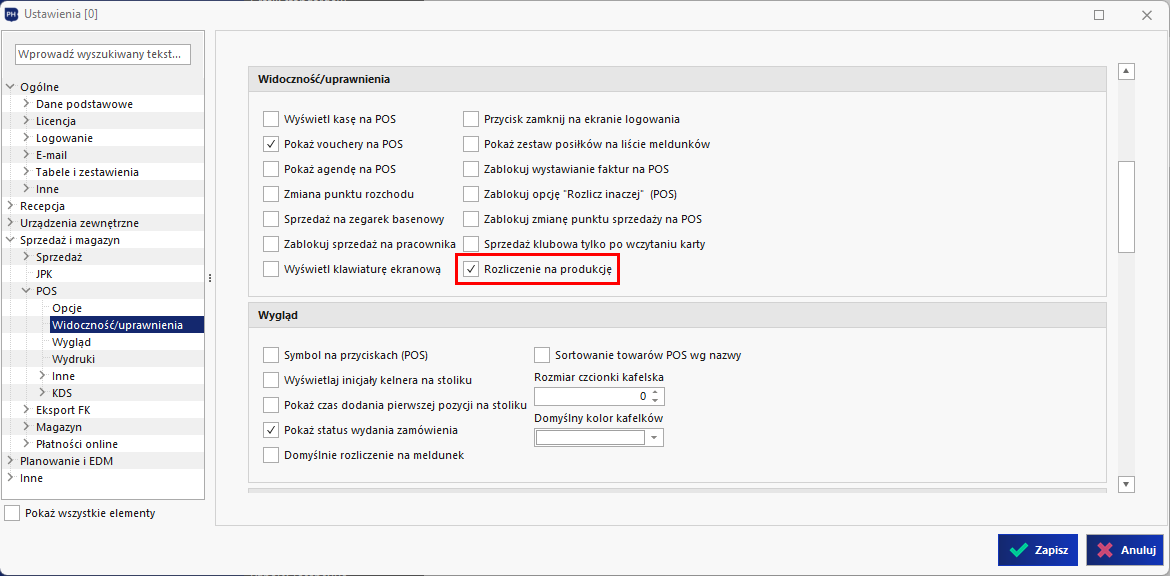 PH Ustawienia [0]
Wprowadź wyszukiwany tekst...
Ogólne
Dane podstawowe
Licencja
Logowanie
E-mail
Tabele i zestawienia
Inne
Recepcja
Urządzenia zewnętrzne
Sprzedaż i magazyn
Sprzedaż
JPK
POS
Opcje
Widoczność/uprawnienia
Wygląd
Wydruki
Inne
KDS
Eksport FK
Magazyn
Płatności online
Planowanie i EDM
Inne
Pokaż wszystkie elementy
Widoczność/uprawnienia
Wyświetl kasę na POS
Pokaż vouchery na POS
Pokaż agendę na POS
Zmiana punktu rozchodu
Sprzedaż na zegarek basenowy
Zablokuj sprzedaż na pracownika
Wyświetl klawiaturę ekranową
Przycisk zamknij na ekranie logowania
Pokaż zestaw posiłków na liście meldunków
Zablokuj wystawianie faktur na POS
Zablokuj opcję "Rozlicz inaczej" (POS)
Zablokuj zmianę punktu sprzedaży na POS
Sprzedaż klubowa tylko po wczytaniu karty
Rozliczenie na produkcję
Wygląd
Symbol na przyciskach (POS)
Wyświetlaj inicjały kelnera na stoliku
Pokaż czas dodania pierwszej pozycji na stoliku
Pokaż status wydania zamówienia
Domyślnie rozliczenie na meldunek
Sortowanie towarów POS wg nazwy
Rozmiar czcionki kafelska
0
Domyślny kolor kafelków
Zapisz
Anuluj